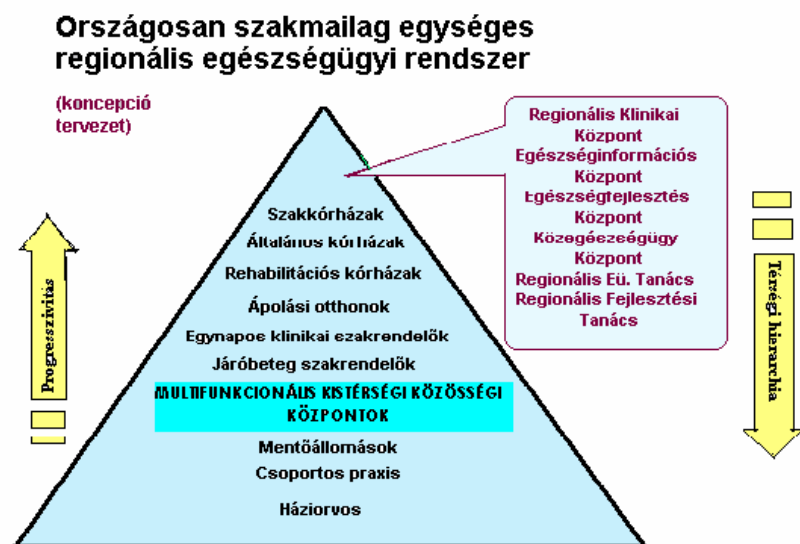 Országosan szakmailag egységes
regionális egészségügyi rendszer
(koncepció
tervezet)
Regionális Klinikai
Központ
Egészséginformációs
Központ
Egészségfejlesztés
Központ
Közegészségügy
Központ
Regionális Eü. Tanács
Regionális Fejlesztési
Tanács
Szakkórházak
Általános kórházak
Rehabilitációs kórházak
Ápolási otthonok
Egynapos klinikai szakrendelők
Járóbeteg szakrendelők
MULTIFUNKCIONÁLIS KISTÉRSÉGI KÖZÖSSÉGI
KÖZPONTOK
Mentőállomások
Csoportos praxis
Háziorvos
Progresszivitás
Térségi hierarchia